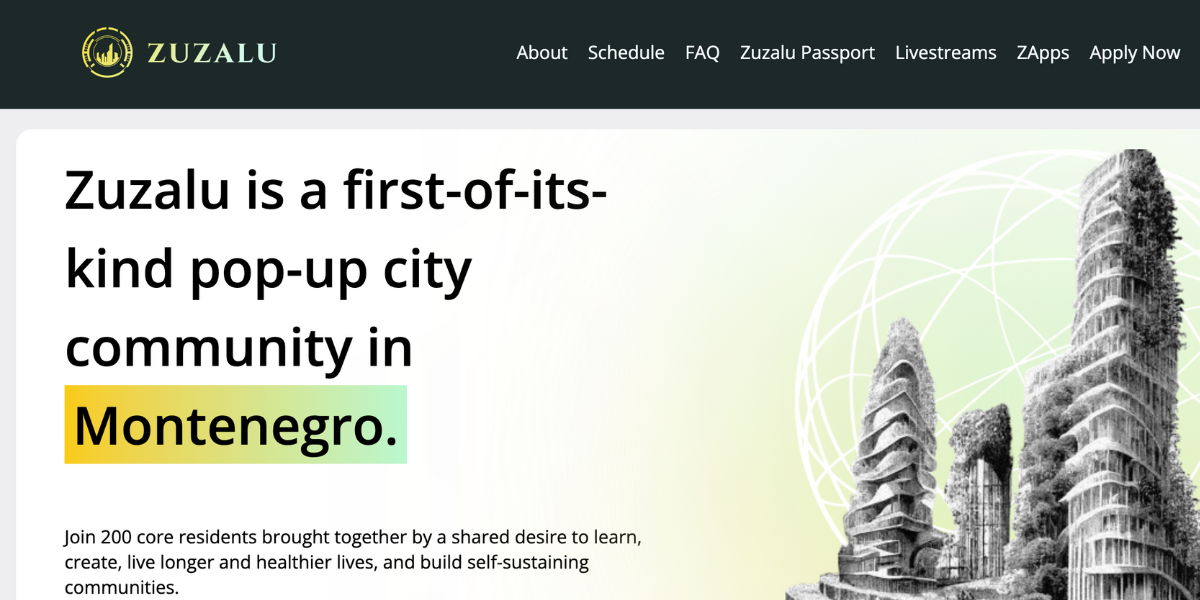 ZUZALU
About Schedule FAQ Zuzalu Passport Livestreams ZApps Apply Now
Zuzalu is a first-of-its-
kind pop-up city
community in
Montenegro.
Join 200 core residents brought together by a shared desire to learn,
create, live longer and healthier lives, and build self-sustaining
communities.